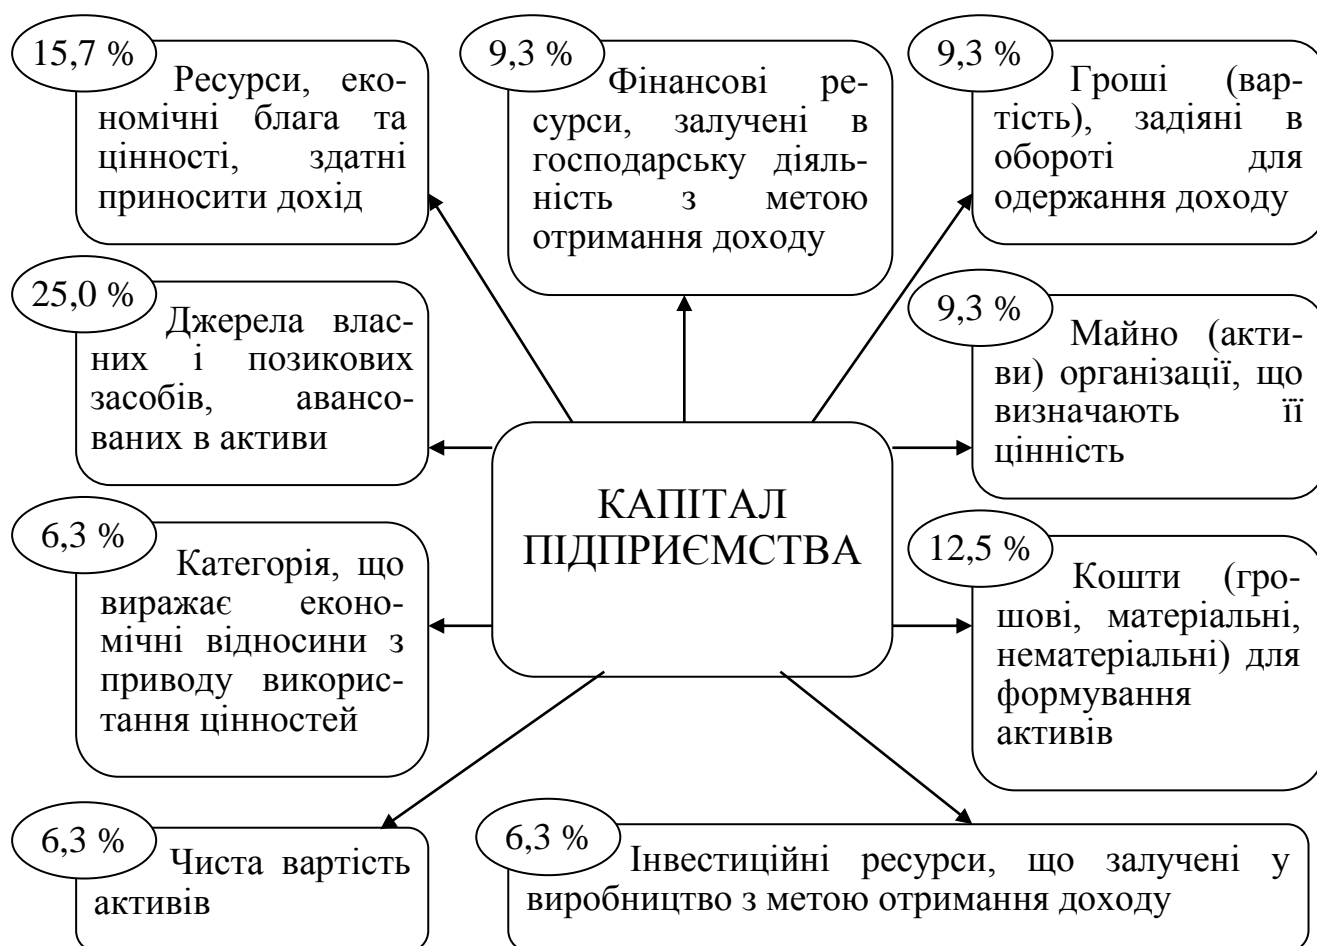 15,7 %
Ресурси, еко-
номічні блага та
цінності, здатні
приносити дохід
9,3 %
Фінансові ре-
сурси, залучені в
господарську діяль-
ність з метою
отримання доходу
9,3 %
Гроші (вар-
тість), задіяні в
обороті для
одержання доходу
25,0 %
Джерела влас-
них і позикових
засобів, авансо-
ваних в активи
9,3 %
Майно (акти-
ви) організації, що
визначають її
цінність
КАПІТАЛ
ПІДПРИЄМСТВА
6,3 %
Категорія, що
виражає еконо-
мічні відносини з
приводу викорис-
тання цінностей
12,5 %
Кошти (гро-
шові, матеріальні,
нематеріальні) для
формування
активів
6,3 %
Чиста вартість
активів
6,3 %
Інвестиційні ресурси, що залучені у
виробництво з метою отримання доходу